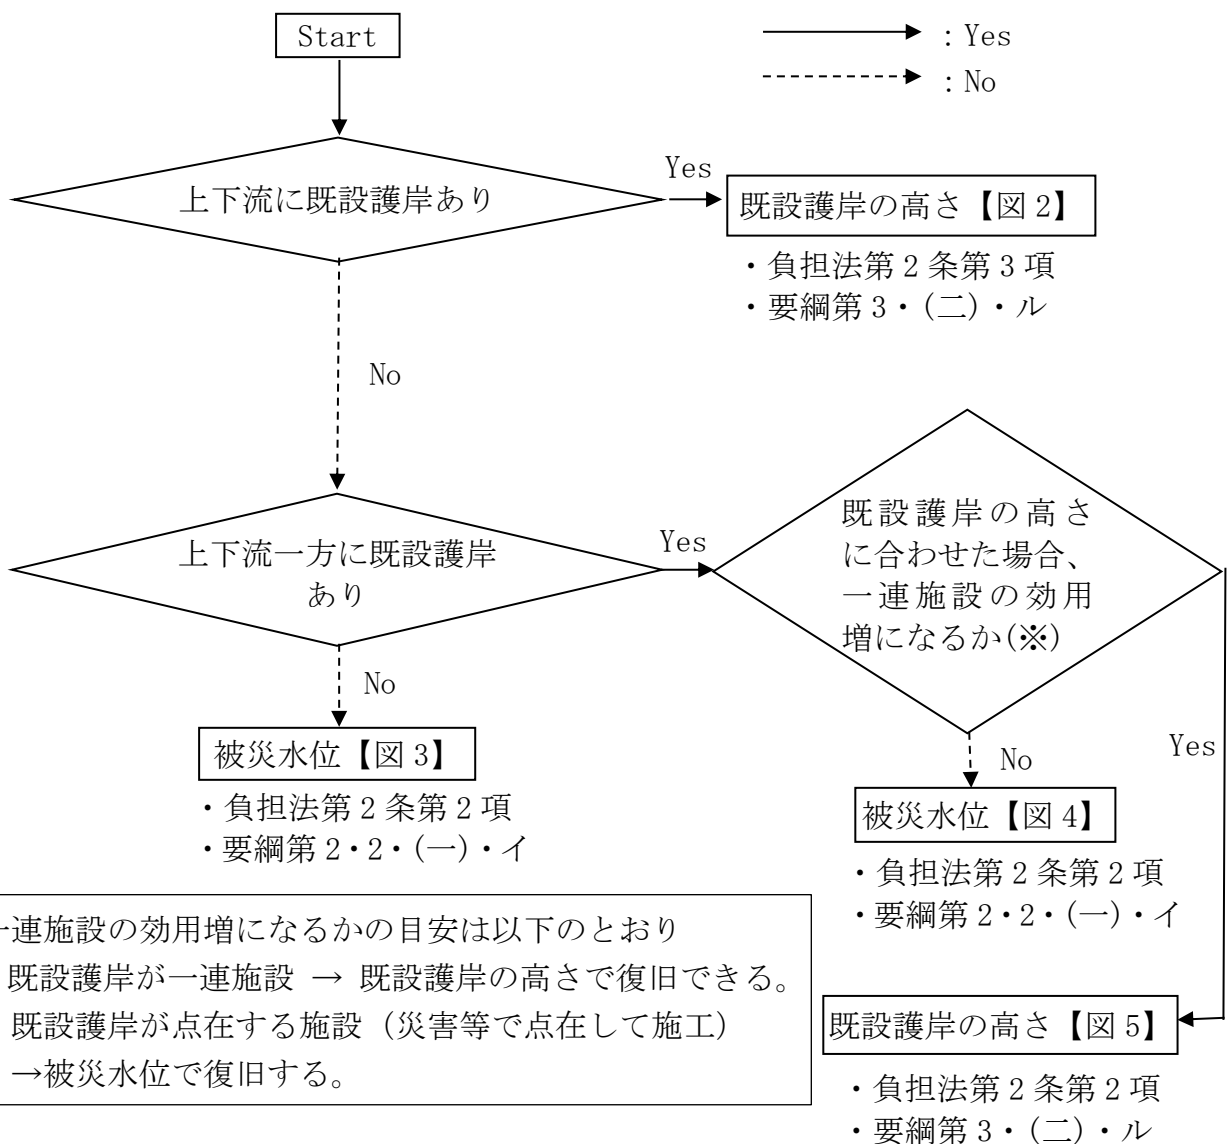 Start
: Yes
: No
上下流に既設護岸あり
Yes
既設護岸の高さ【図 2】
・負担法第 2 条第 3 項
・要綱第 3・(二)・ル
No
上下流一方に既設護岸
あり
Yes
既設護岸の高さ
に合わせた場合、
一連施設の効用
増になるか(※)
No
被災水位【図 3】
・負担法第 2 条第 2 項
・要綱第 2・2・(一)・イ
No
Yes
被災水位【図 4】
・負担法第 2 条第 2 項
・要綱第 2・2・(一)・イ
一連施設の効用増になるかの目安は以下のとおり
既設護岸が一連施設 → 既設護岸の高さで復旧できる。
既設護岸が点在する施設 (災害等で点在して施工)
→被災水位で復旧する。
既設護岸の高さ【図 5】
・負担法第 2 条第 2 項
・要綱第 3・(二)・ル